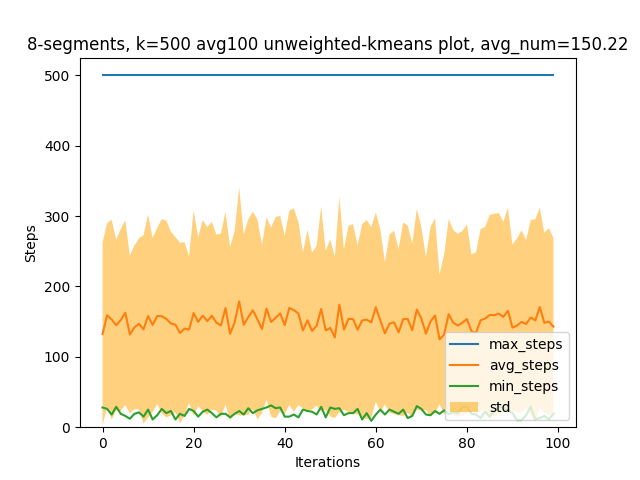 8-segments, k=500 avg100 unweighted-kmeans plot, avg_num=150.22
500
400
300
200
100
0
Steps
max_steps
avg_steps
min_steps
std
0 20 40 60 80 100
Iterations